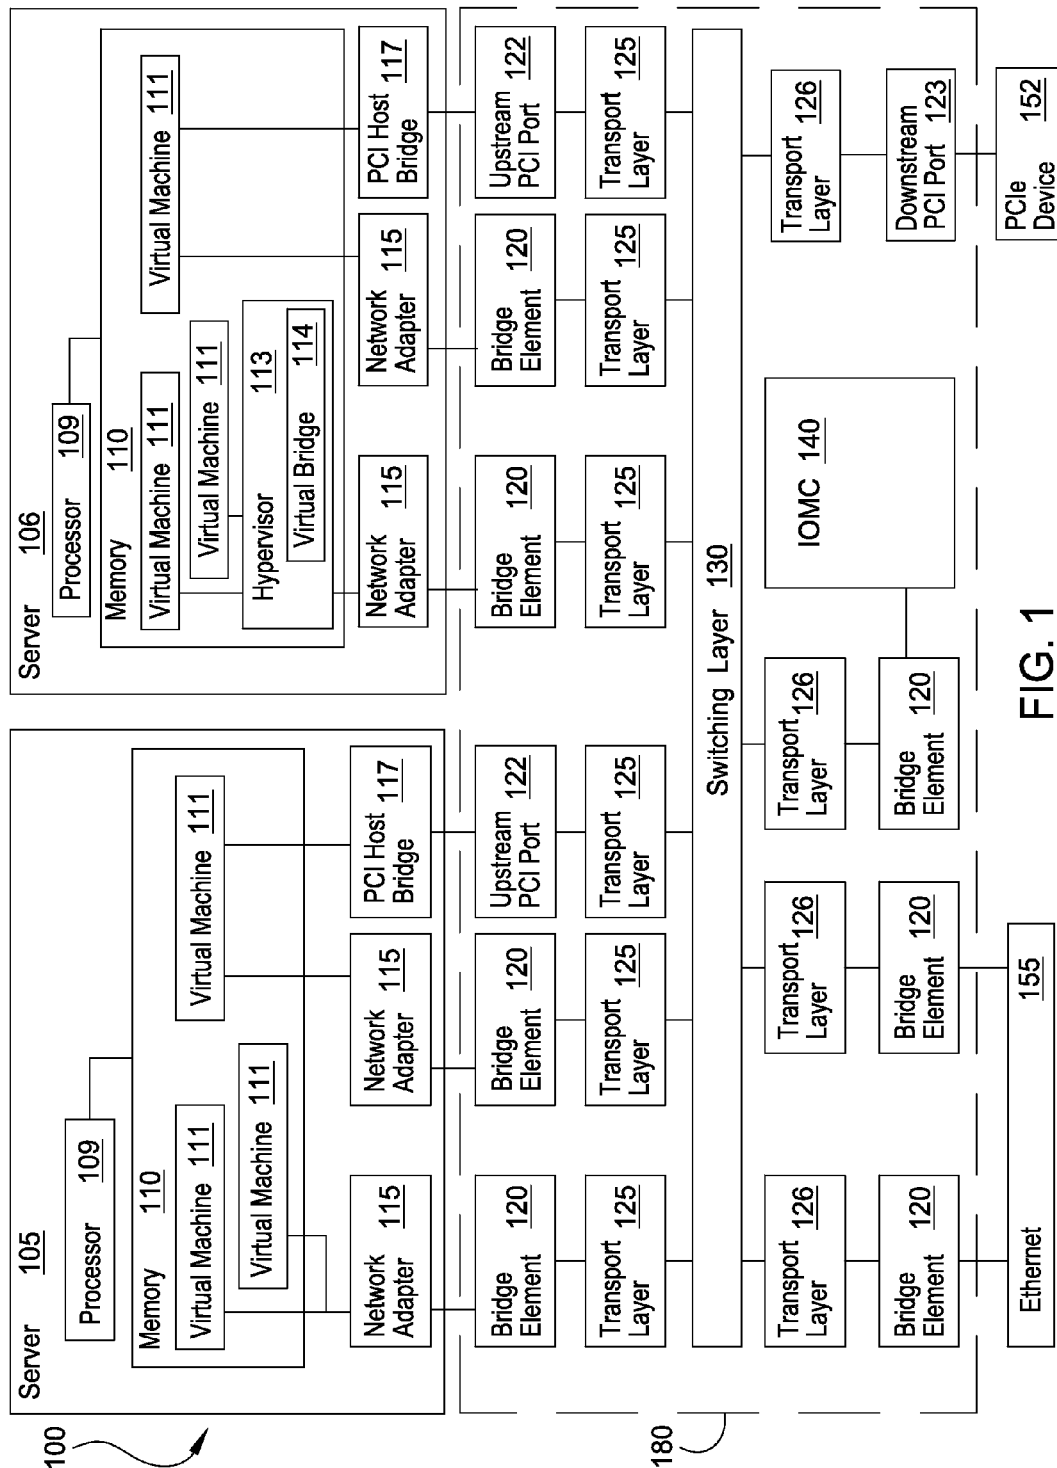 100
Server 105
Processor 109
Memory 110
Virtual Machine 111
Virtual Machine 111
Virtual Machine 111
Network
Adapter 115
Network
Adapter 115
PCI Host
Bridge 117
Server 106
Processor 109
Memory 110
Virtual Machine 111
Virtual Machine 111
Virtual Machine 111
Hypervisor 113
Virtual Bridge 114
Network
Adapter 115
Network
Adapter 115
PCI Host
Bridge 117
180
Bridge
Element 120
Bridge
Element 120
Upstream
PCI Port 122
Bridge
Element 120
Bridge
Element 120
Upstream
PCI Port 122
Transport
Layer 125
Transport
Layer 125
Transport
Layer 125
Transport
Layer 125
Transport
Layer 125
Transport
Layer 125
Switching Layer 130
Transport
Layer 126
Transport
Layer 126
Transport
Layer 126
IOMC 140
Transport
Layer 126
Bridge
Element 120
Bridge
Element 120
Bridge
Element 120
Downstream
PCI Port 123
Ethernet 155
PCIe
Device 152
FIG. 1